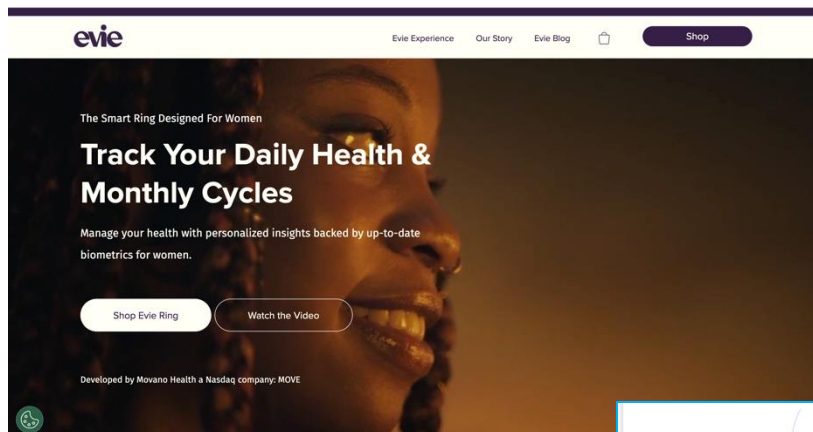 evie
Evie Experience Our Story Evie Blog Shop
The Smart Ring Designed For Women
Track Your Daily Health &
Monthly Cycles
Manage your health with personalized insights backed by up-to-date
biometrics for women.
Shop Evie Ring Watch the Video
Developed by Movano Health a Nasdaq company: MOVE